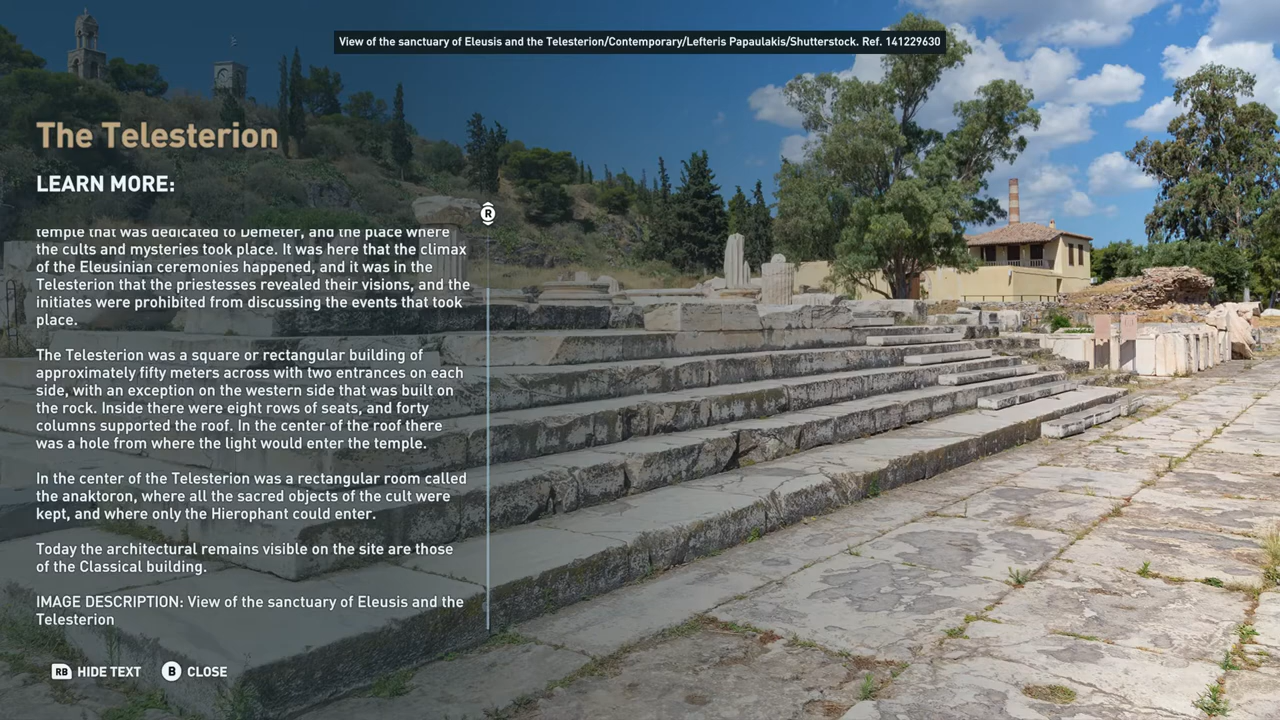 View of the sanctuary of Eleusis and the Telesterion/Contemporary/Lefteris Papaulakis/Shutterstock. Ref. 141229630
The Telesterion
LEARN MORE:
R
temple that was dedicated to Demeter, and the place where
the cults and mysteries took place. It was here that the climax
of the Eleusinian ceremonies happened, and it was in the
Telesterion that the priestesses revealed their visions, and the
initiates were prohibited from discussing the events that took
place.
The Telesterion was a square or rectangular building of
approximately fifty meters across with two entrances on each
side, with an exception on the western side that was built on
the rock. Inside there were eight rows of seats, and forty
columns supported the roof. In the center of the roof there
was a hole from where the light would enter the temple.
In the center of the Telesterion was a rectangular room called
the anaktoron, where all the sacred objects of the cult were
kept, and where only the Hierophant could enter.
Today the architectural remains visible on the site are those
of the Classical building.
IMAGE DESCRIPTION: View of the sanctuary of Eleusis and the
Telesterion
RB HIDE TEXT B CLOSE